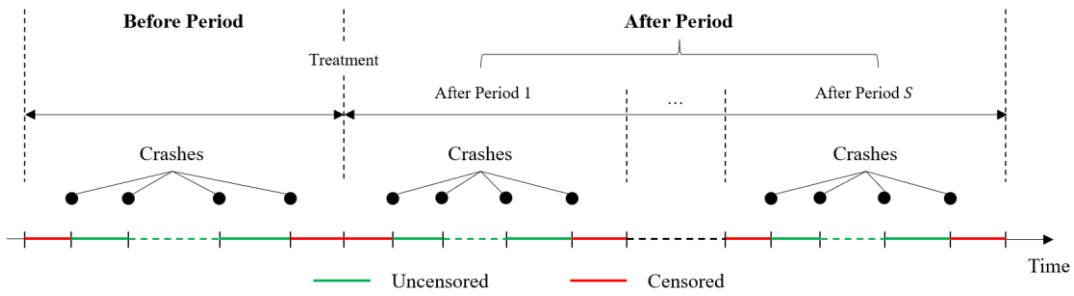 Before Period
After Period
Treatment
After Period 1
...
After Period S
Crashes
Crashes
Crashes
Time
Uncensored
Censored